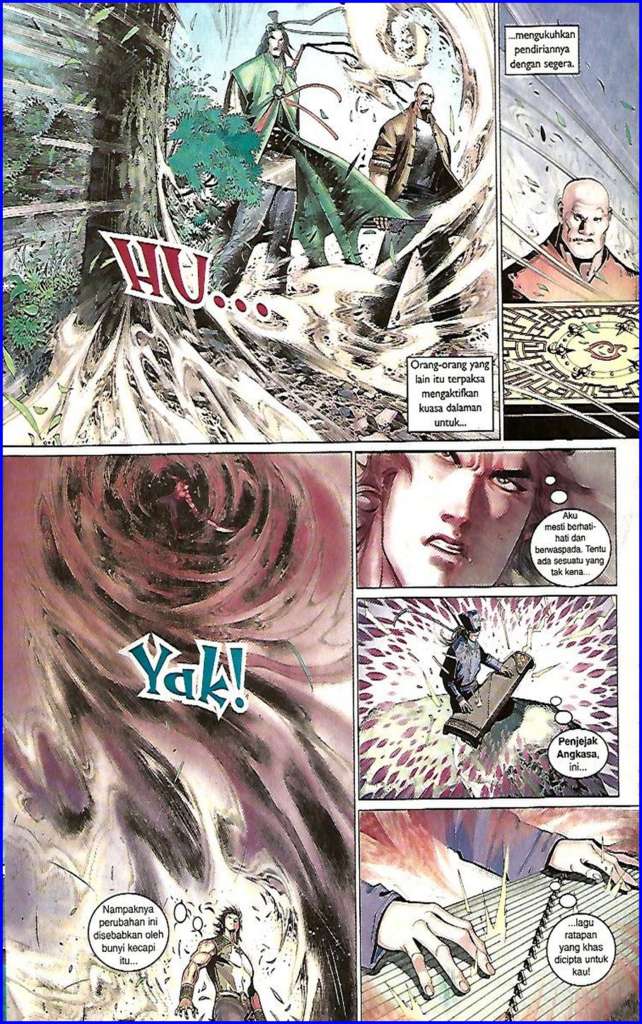 HU...
Orang-orang yang
lain itu terpaksa
mengaktifkan
kuasa dalaman
untuk...
...mengukuhkan
pendiriannya
dengan segera.
Yak!
Nampaknya
perubahan ini
disebabkan oleh
bunyi kecapi
itu...
Aku
mesti berhati-
hati dan
berwaspada. Tentu
ada sesuatu yang
tak kena...
Penjejak
Angkasa,
ini...
...lagu
ratapan
yang khas
dicipta untuk
kau!